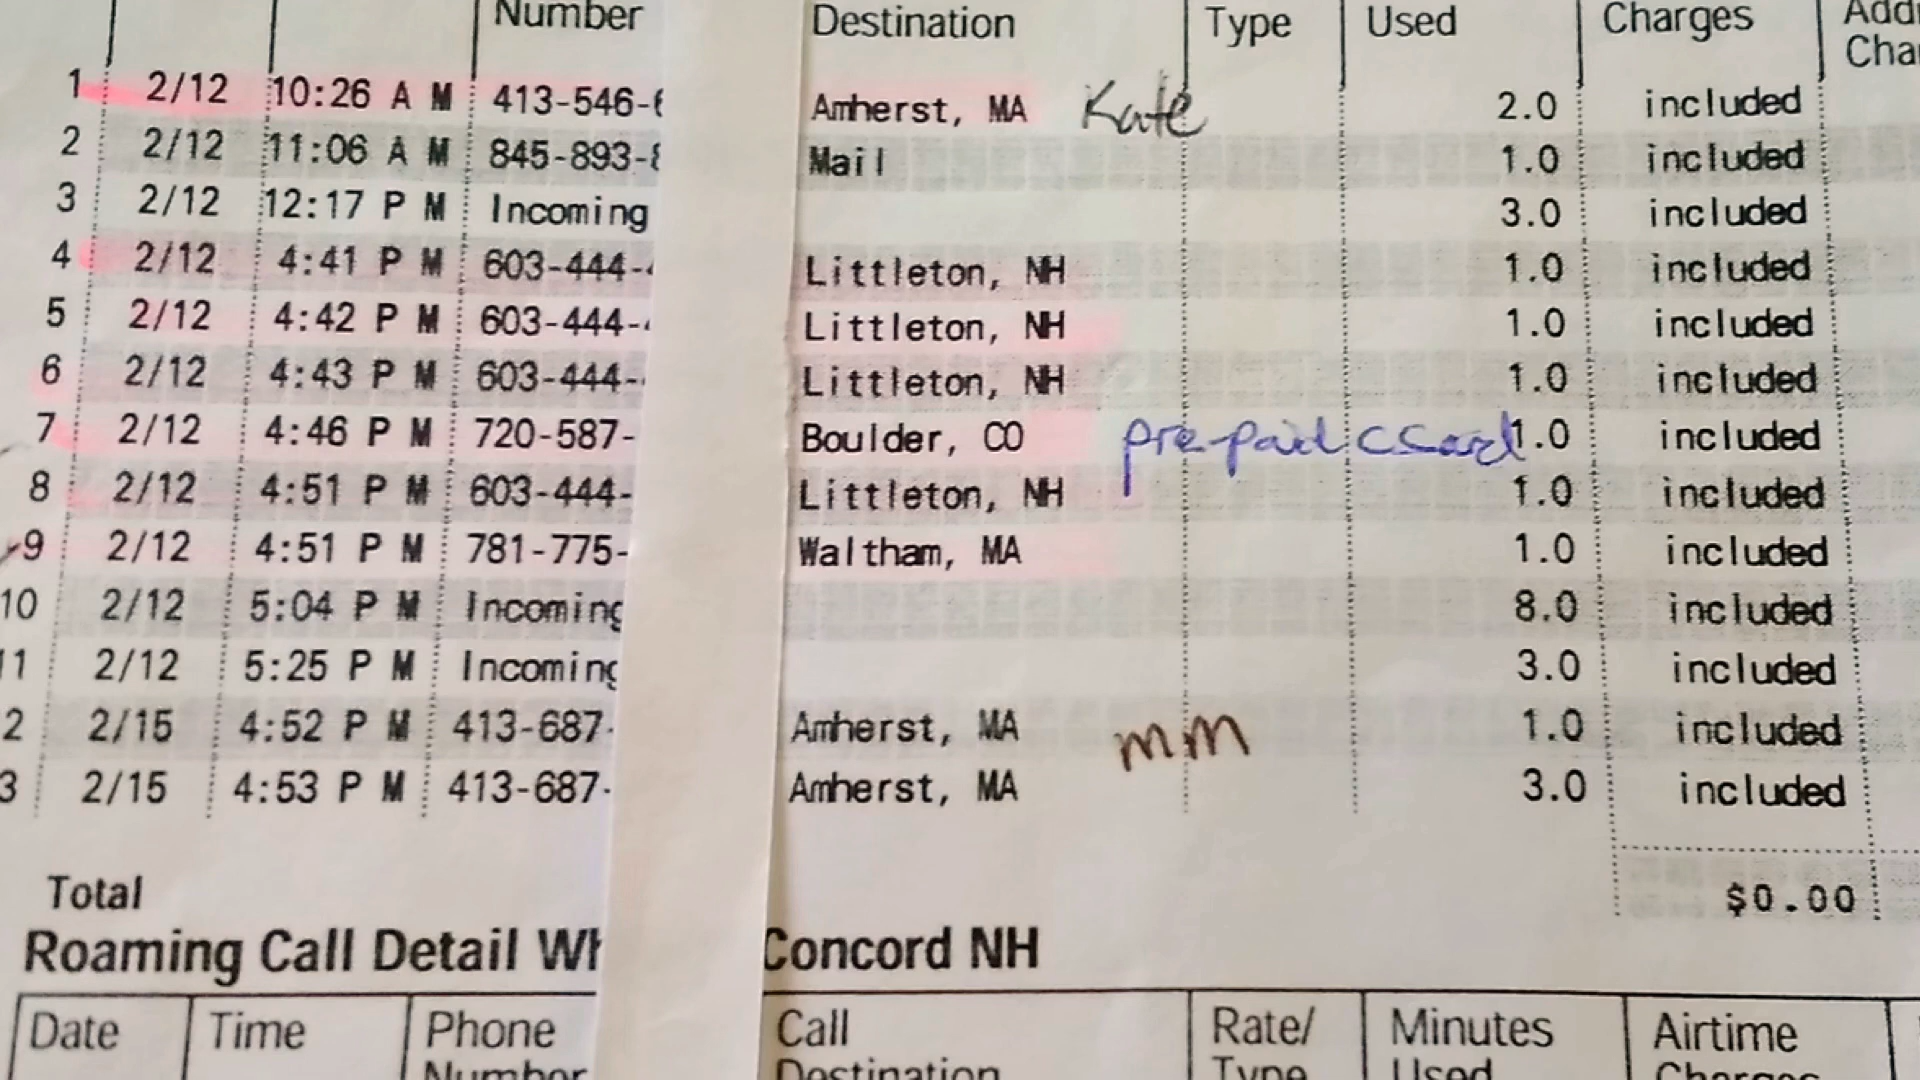 Number Destination Type Used Charges Add
Cha
1 2/12 10:26 A M 413-546- Amherst, MA Kate 2.0 included
2 2/12 11:06 A M 845-893- Mail 1.0 included
3 2/12 12:17 P M Incoming 3.0 included
4 2/12 4:41 P M 603-444- Littleton, NH 1.0 included
5 2/12 4:42 P M 603-444- Littleton, NH 1.0 included
6 2/12 4:43 P M 603-444- Littleton, NH 1.0 included
7 2/12 4:46 P M 720-587- Boulder, CO pre-paid ccard 1.0 included
8 2/12 4:51 P M 603-444- Littleton, NH 1.0 included
9 2/12 4:51 P M 781-775- Waltham, MA 1.0 included
10 2/12 5:04 P M Incoming 8.0 included
11 2/12 5:25 P M Incoming 3.0 included
2 2/15 4:52 P M 413-687- Amherst, MA mm 1.0 included
3 2/15 4:53 P M 413-687- Amherst, MA 3.0 included
Total $0.00
Roaming Call Detail Wh Concord NH
Date Time Phone Call Rate/ Minutes Airtime
Number Destination Type Used Charges